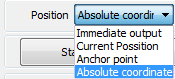 Position Absolute coordir
Immediate output
Current Possition
Anchor point
Sta
Absolute coordinate